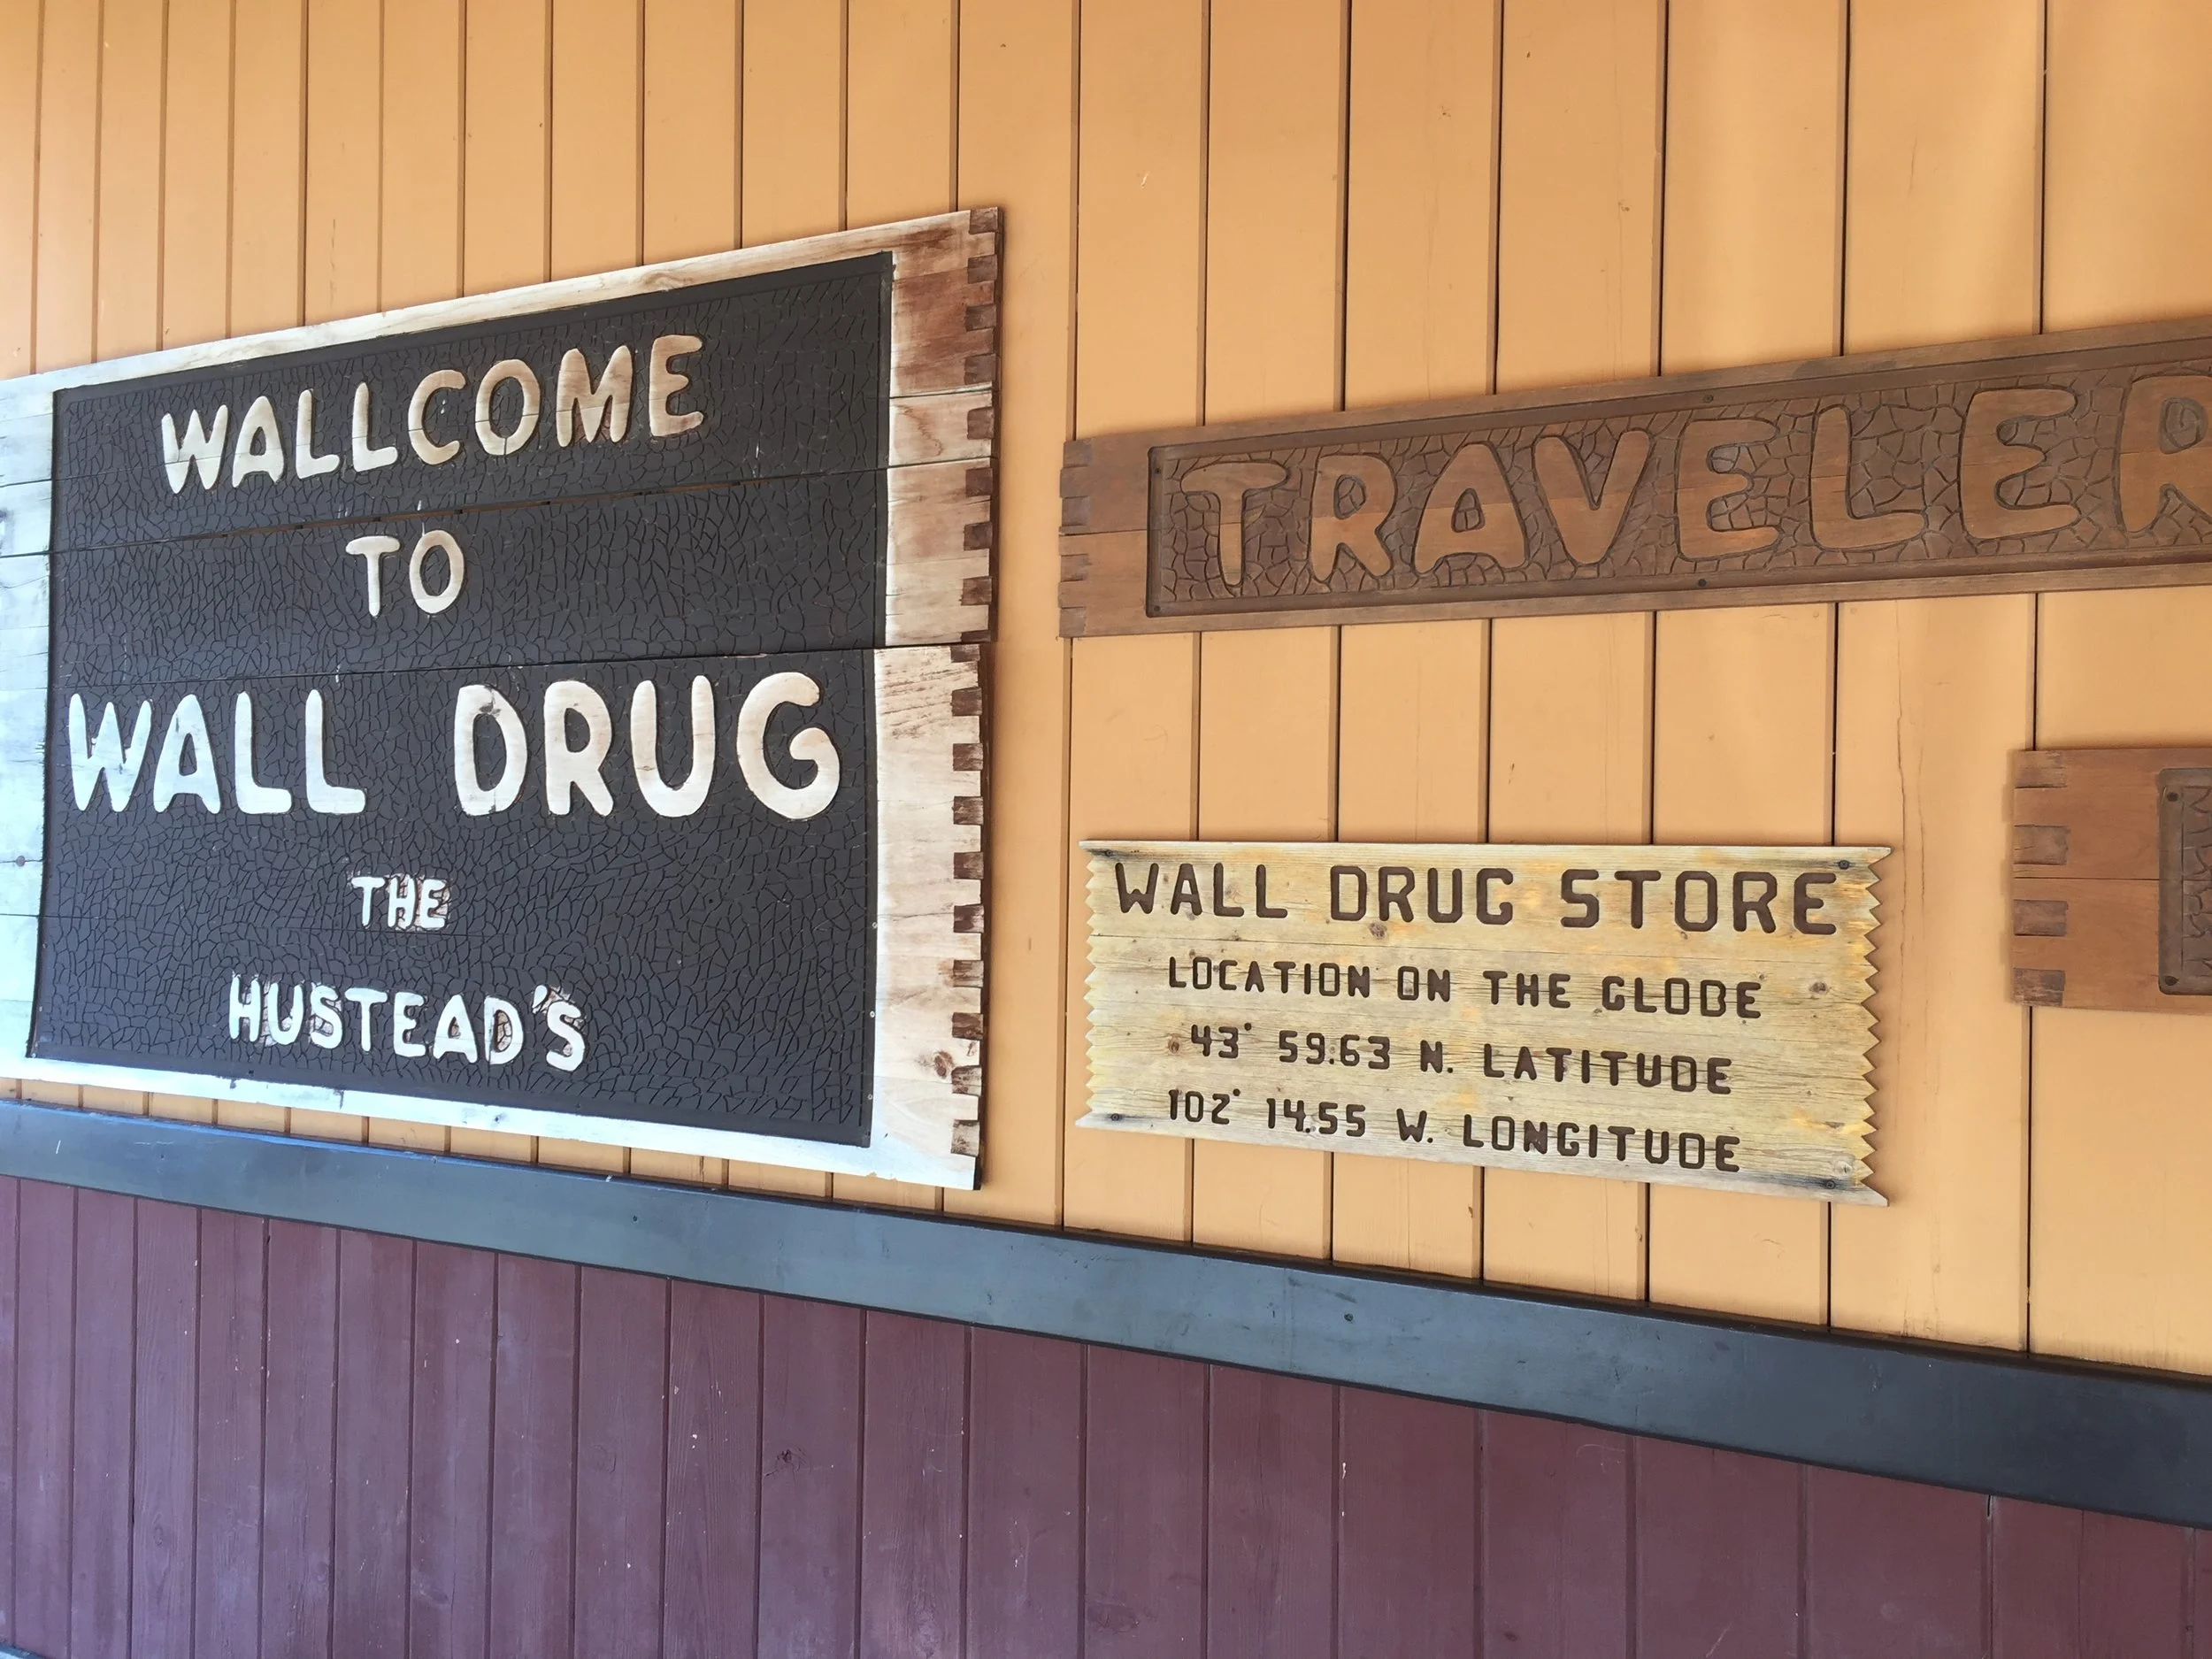 WALLCOME
TO
WALL DRUG
THE
HUSTEAD'S
TRAVELER
WALL DRUG STORE
LOCATION ON THE GLOBE
43° 59.63 N. LATITUDE
102° 14.55 W. LONGITUDE